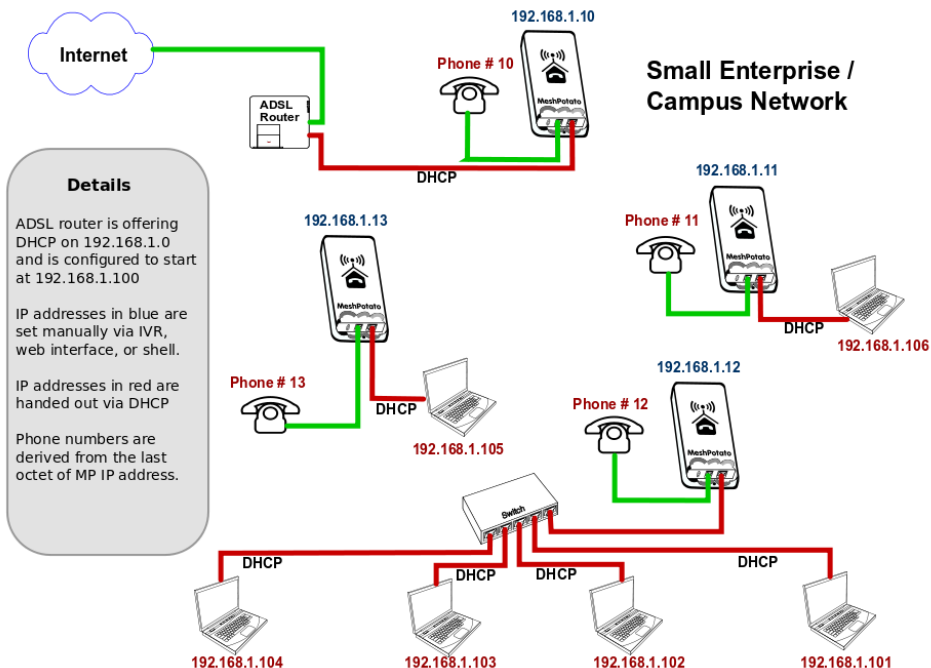 192.168.1.10
Internet
Phone # 10
Small Enterprise /
Campus Network
MeshPotato
ADSL
Router
DHCP
Details
ADSL router is offering
DHCP on 192.168.1.0
and is configured to start
at 192.168.1.100
IP addresses in blue are
set manually via IVR,
web interface, or shell.
IP addresses in red are
handed out via DHCP
Phone numbers are
derived from the last
octet of MP IP address.
192.168.1.11
Phone # 11
MeshPotato
DHCP
192.168.1.106
192.168.1.13
MeshPotato
Phone # 13
DHCP
192.168.1.105
192.168.1.12
Phone # 12
MeshPotato
Switch
DHCP
DHCP
DHCP
DHCP
192.168.1.104
192.168.1.103
192.168.1.102
192.168.1.101